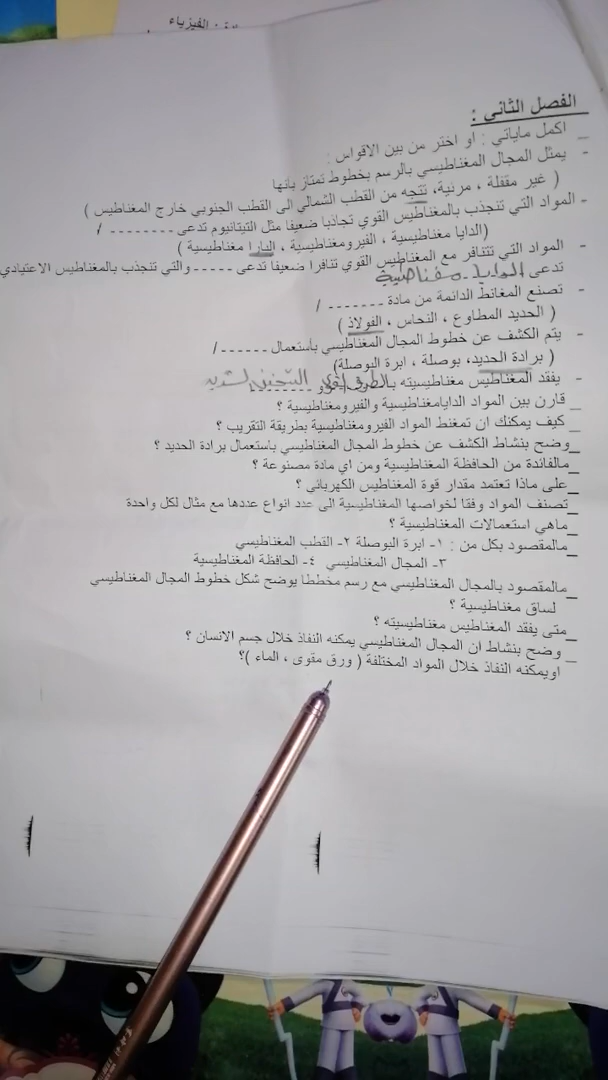 الفيزياء
الفصل الثاني :
_ اكمل ماياتي : او اختر من بين الاقواس :
- يمثل المجال المغناطيسي بالرسم بخطوط تمتاز بانها
( غير مقفلة ، مرئية، تتجه من القطب الشمالي الى القطب الجنوبي خارج المغناطيس )
- المواد التي تنجذب بالمغناطيس القوي تجاذبا ضعيفا مثل التيتانيوم تدعى -------- /
(الدايا مغناطيسية ، الفيرومغناطيسية ، البارا مغناطيسية )
- المواد التي تتنافر مع المغناطيس القوي تنافرا ضعيفا تدعى ----- والتي تنجذب بالمغناطيس الاعتيادي
تدعى الدايا مغناطيسية
- تصنع المغانط الدائمة من مادة ------- /
( الحديد المطاوع ، النحاس ، الفولاذ )
- يتم الكشف عن خطوط المجال المغناطيسي باستعمال ------ /
( برادة الحديد، بوصلة ، ابرة البوصلة)
- يفقد المغناطيس مغناطيسيته بالطرق القوي التسخين الشديد
_ قارن بين المواد الدايامغناطيسية والفيرومغناطيسية ؟
_ كيف يمكنك ان تمغنط المواد الفيرومغناطيسية بطريقة التقريب ؟
_ وضح بنشاط الكشف عن خطوط المجال المغناطيسي باستعمال برادة الحديد ؟
_ مالفائدة من الحافظة المغناطيسية ومن اي مادة مصنوعة ؟
_ على ماذا تعتمد مقدار قوة المغناطيس الكهربائي ؟
_ تصنف المواد وفقا لخواصها المغناطيسية الى عدد انواع عددها مع مثال لكل واحدة
_ ماهي استعمالات المغناطيسية ؟
_ مالمقصود بكل من : ١- ابرة البوصلة ٢- القطب المغناطيسي
٣- المجال المغناطيسي ٤- الحافظة المغناطيسية
_ مالمقصود بالمجال المغناطيسي مع رسم مخططا يوضح شكل خطوط المجال المغناطيسي
لساق مغناطيسية ؟
_ متى يفقد المغناطيس مغناطيسيته ؟
_ وضح بنشاط ان المجال المغناطيسي يمكنه النفاذ خلال جسم الانسان ؟
اويمكنه النفاذ خلال المواد المختلفة ( ورق مقوى ، الماء )؟